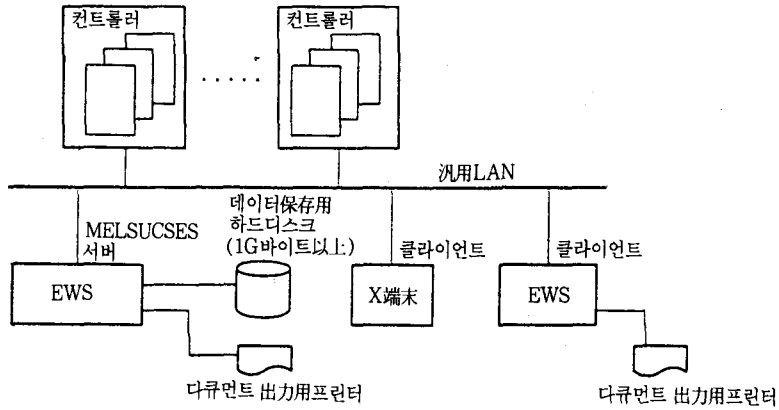 컨트롤러
컨트롤러
汎用LAN
MELSUCSES
서버
데이터保存用
하드디스크
(1G바이트以上)
클라이언트
클라이언트
EWS
X端末
EWS
다큐먼트 出力用프린터
다큐먼트 出力用프린터